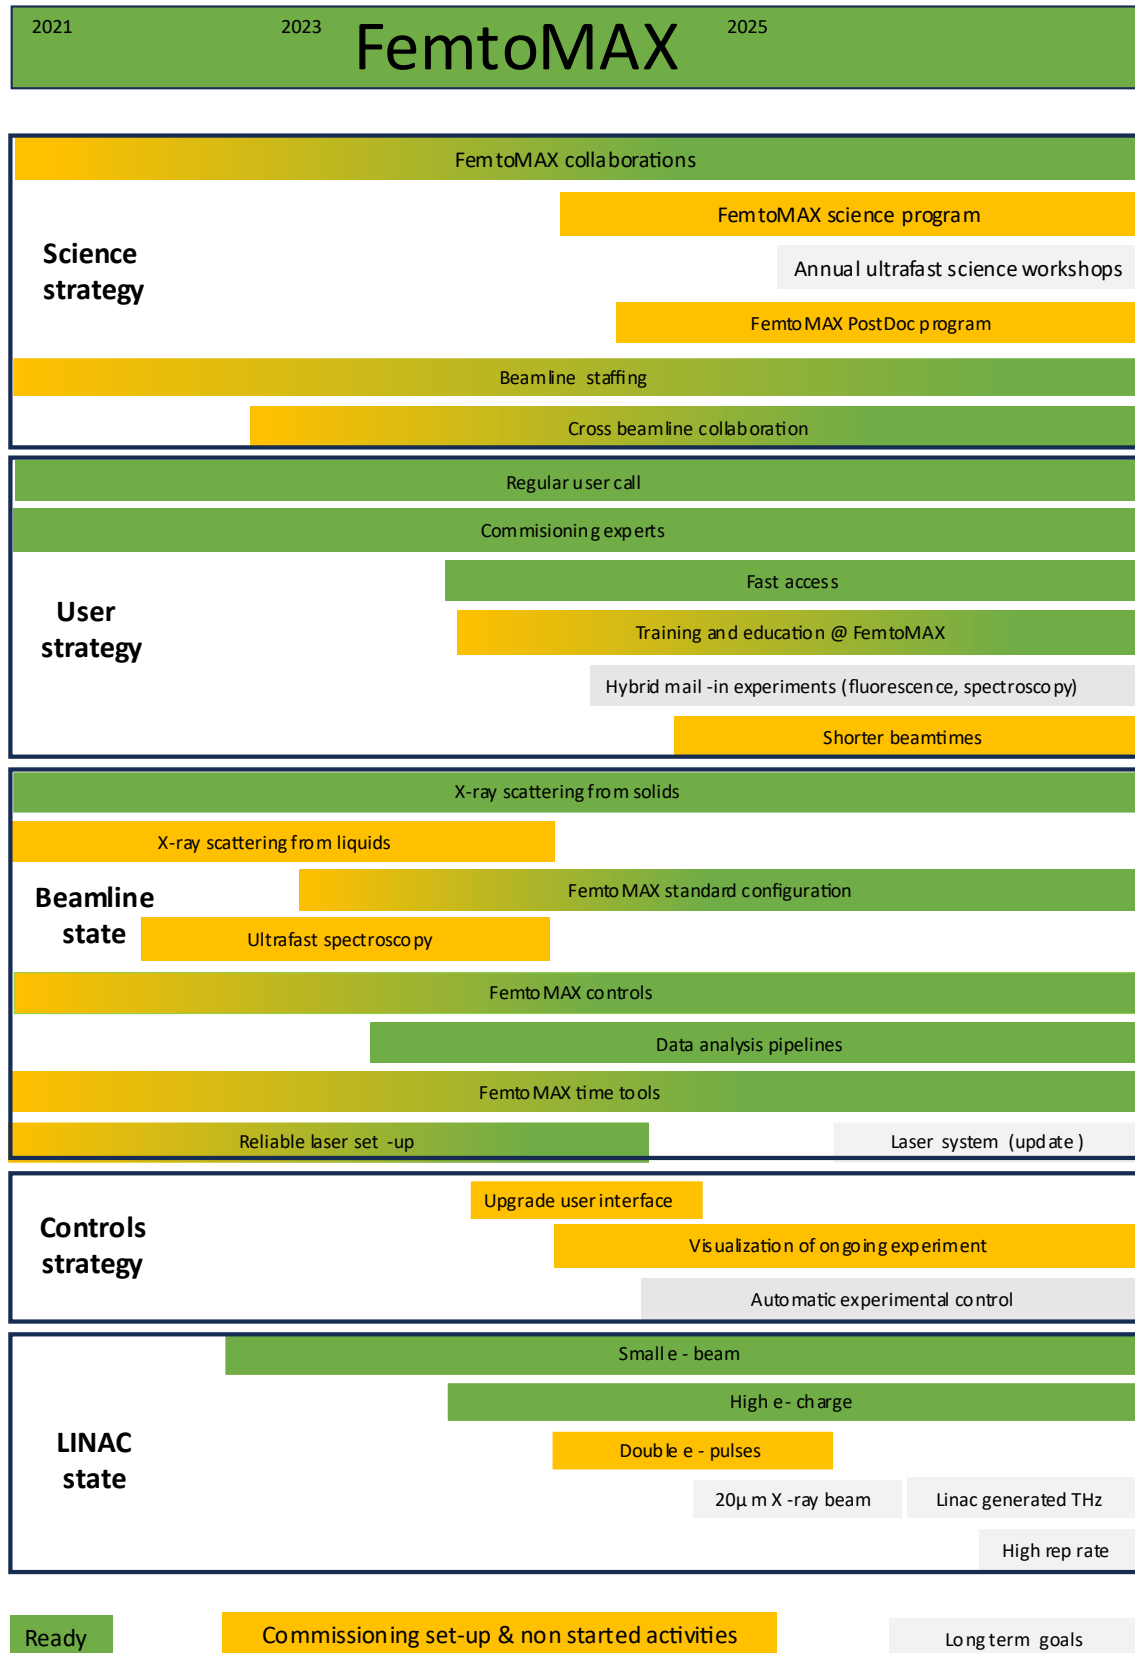 2021
2023
FemtoMAX
2025
FemtoMAX collaborations
FemtoMAX science program
Science
strategy
Annual ultrafast science workshops
FemtoMAX PostDoc program
Beamline staffing
Cross beamline collaboration
Regular user call
Commisioning experts
Fast access
User
strategy
Training and education @ FemtoMAX
Hybrid mail -in experiments (fluorescence, spectroscopy)
Shorter beamtimes
X-ray scattering from solids
X-ray scattering from liquids
Beamline
state
FemtoMAX standard configuration
Ultrafast spectroscopy
FemtoMAX controls
Data analysis pipelines
FemtoMAX time tools
Reliable laser set -up
Laser system (update )
Controls
strategy
Upgrade user interface
Visualization of ongoing experiment
Automatic experimental control
Small e - beam
High e- charge
LINAC
state
Double e - pulses
20µ m X -ray beam
Linac generated THz
High rep rate
Ready
Commissioning set-up & non started activities
Long term goals